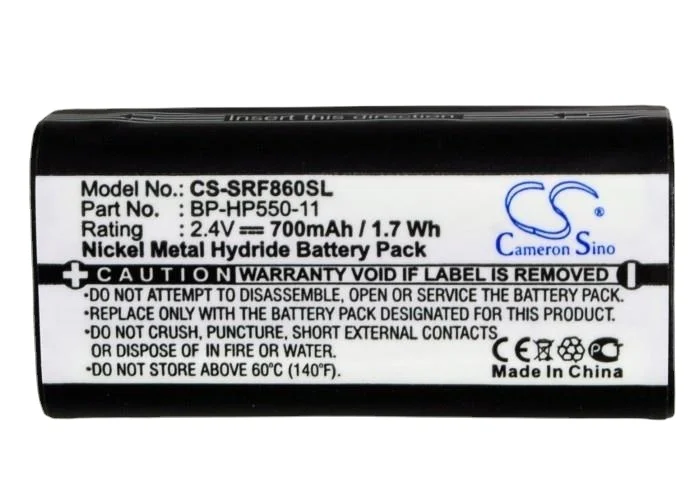 Insert this direction
Model No.: CS-SRF860SL
Part No. : BP-HP550-11
Rating : 2.4V 700mAh / 1.7 Wh
Nickel Metal Hydride Battery Pack
CS
Cameron Sino
+ CAUTION WARRANTY VOID IF LABEL IS REMOVED -
•DO NOT ATTEMPT TO DISASSEMBLE, OPEN OR SERVICE THE BATTERY PACK.
•REPLACE ONLY WITH THE BATTERY PACK DESIGNATED FOR THIS PRODUCT.
•DO NOT CRUSH, PUNCTURE, SHORT EXTERNAL CONTACTS
OR DISPOSE OF IN FIRE OR WATER.
•DO NOT STORE ABOVE 60°C (140°F).
CE
Made In China